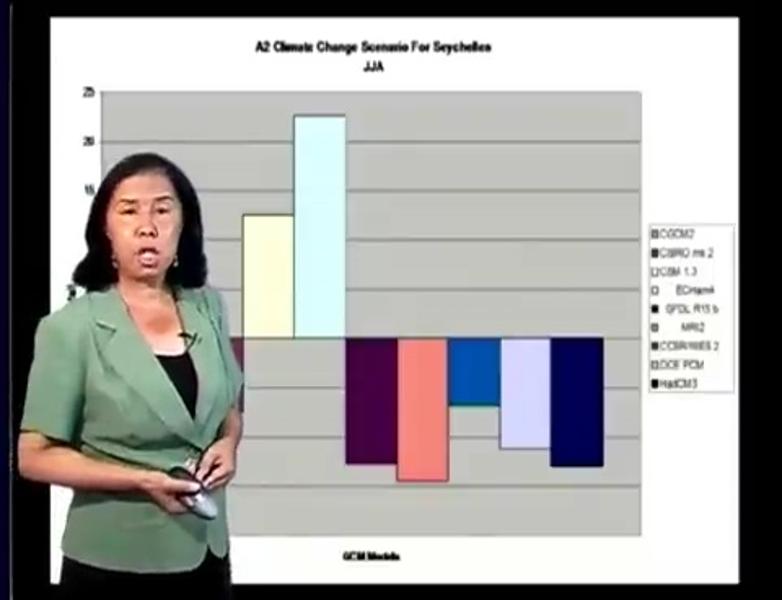 A2 Climate Change Scenario For Seychelles
JJA
25
20
15
CGCM2
CSIRO mk 2
CSM 1.3
ECHam4
GFDL R15 b
MRI2
CCSR/NIES 2
DOE PCM
HadCM3
GCM Models